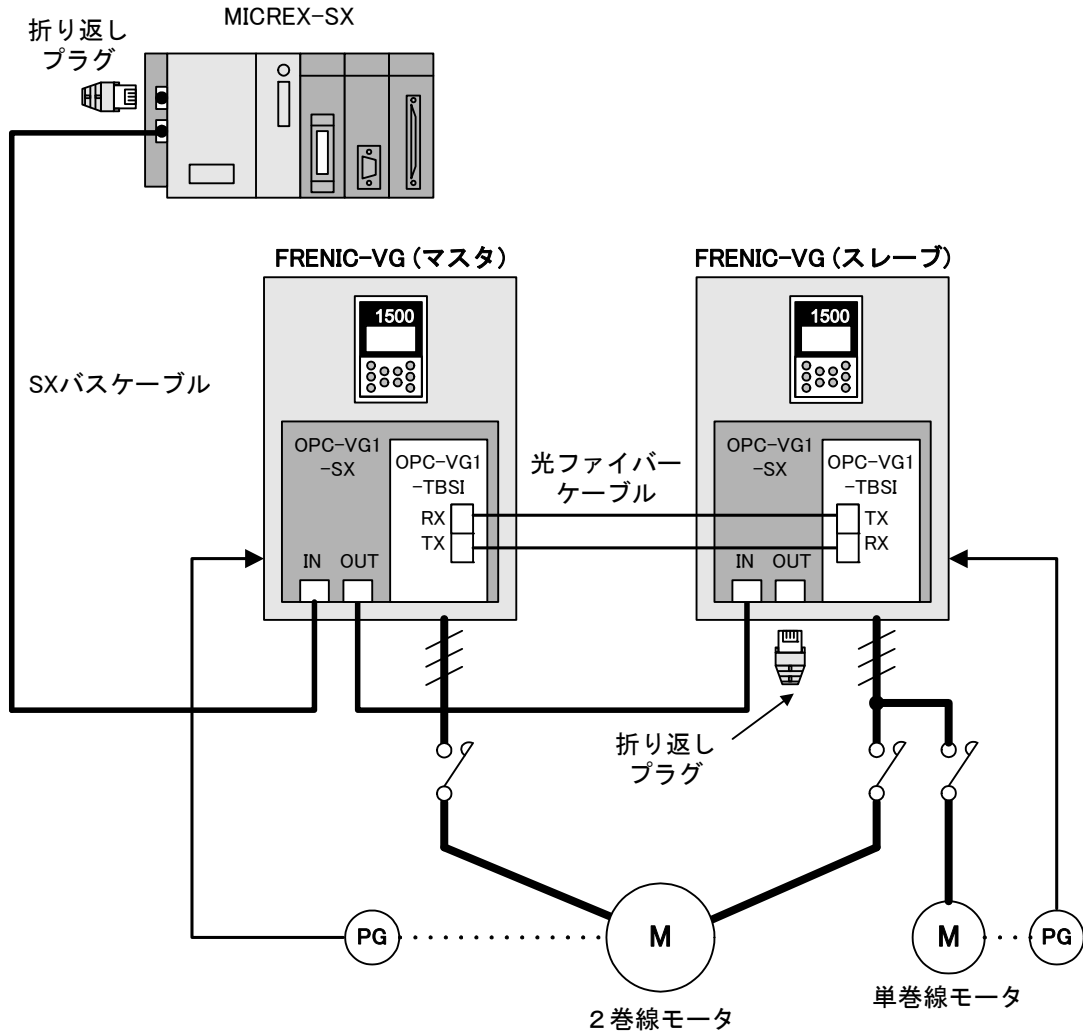 MICREX-SX
折り返し
プラグ
FRENIC-VG (マスタ)
FRENIC-VG (スレーブ)
1500
1500
SXバスケーブル
OPC-VG1
-SX
OPC-VG1
-TBSI
RX
TX
IN
OUT
光ファイバー
ケーブル
OPC-VG1
-SX
OPC-VG1
-TBSI
TX
RX
IN
OUT
折り返し
プラグ
PG
M
M
PG
２巻線モータ
単巻線モータ